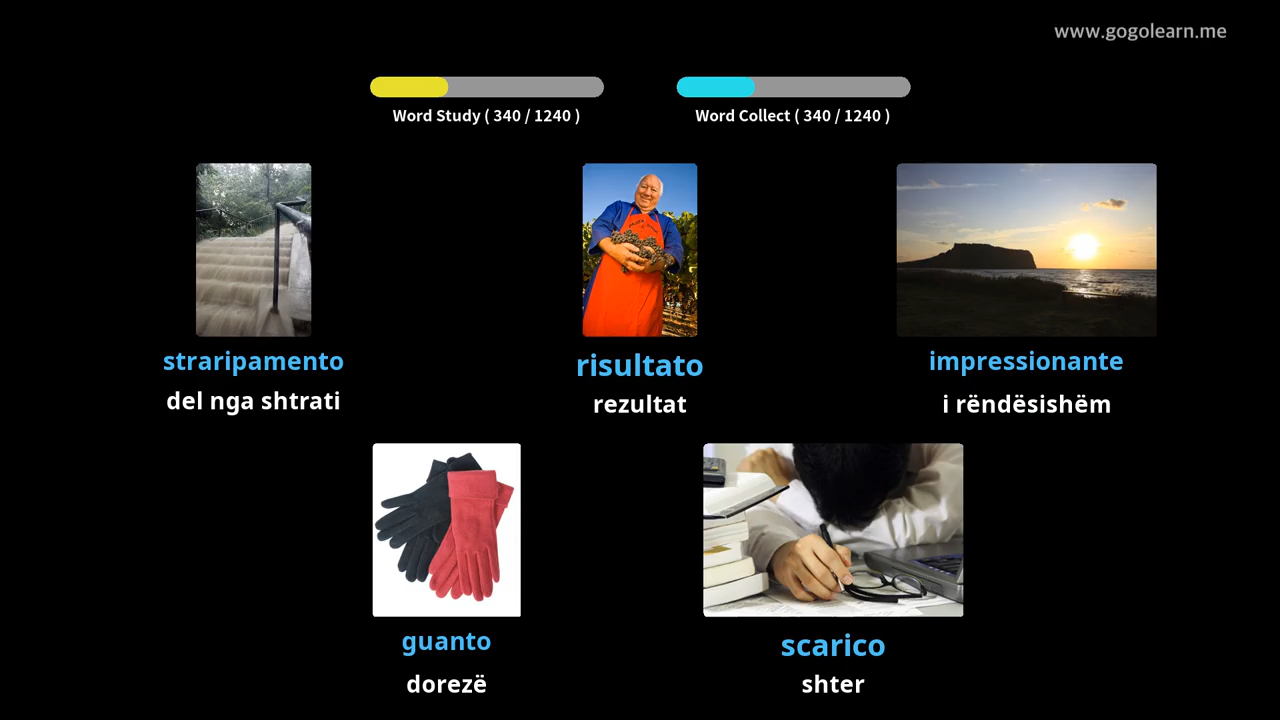 www.gogolearn.me
Word Study ( 340 / 1240 )
Word Collect ( 340 / 1240 )
straripamento
del nga shtrati
risultato
rezultat
impressionante
i rëndësishëm
guanto
dorezë
scarico
shter